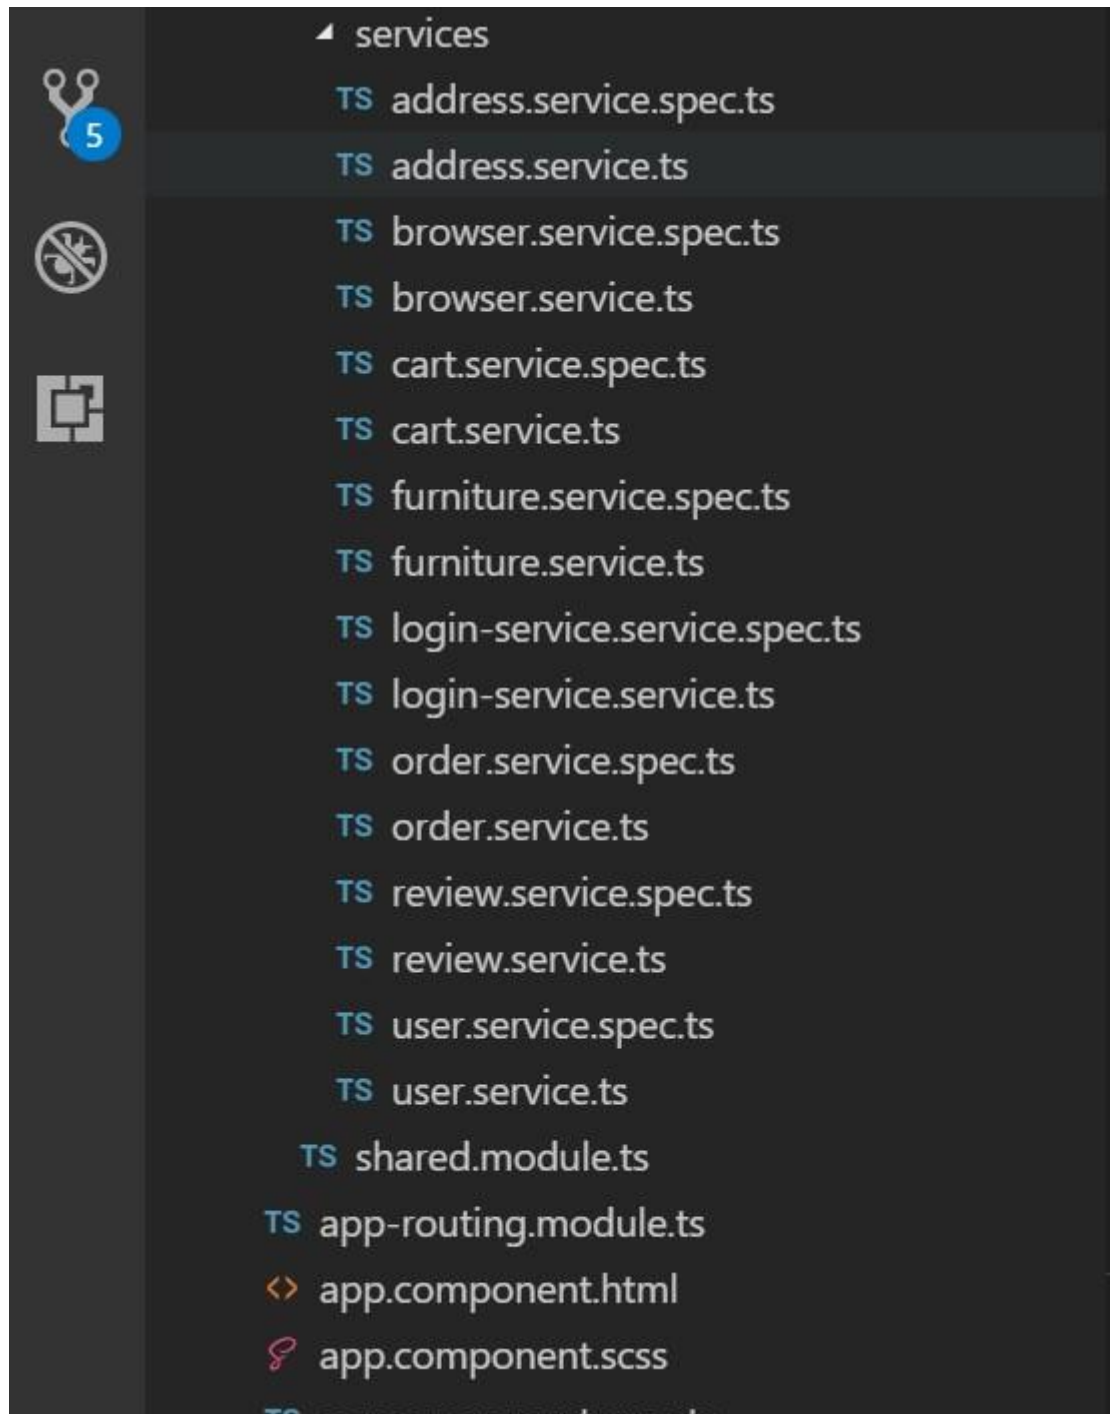 services
5
TS address.service.spec.ts
TS address.service.ts
TS browser.service.spec.ts
TS browser.service.ts
TS cart.service.spec.ts
TS cart.service.ts
TS furniture.service.spec.ts
TS furniture.service.ts
TS login-service.service.spec.ts
TS login-service.service.ts
TS order.service.spec.ts
TS order.service.ts
TS review.service.spec.ts
TS review.service.ts
TS user.service.spec.ts
TS user.service.ts
TS shared.module.ts
TS app-routing.module.ts
<> app.component.html
app.component.scss